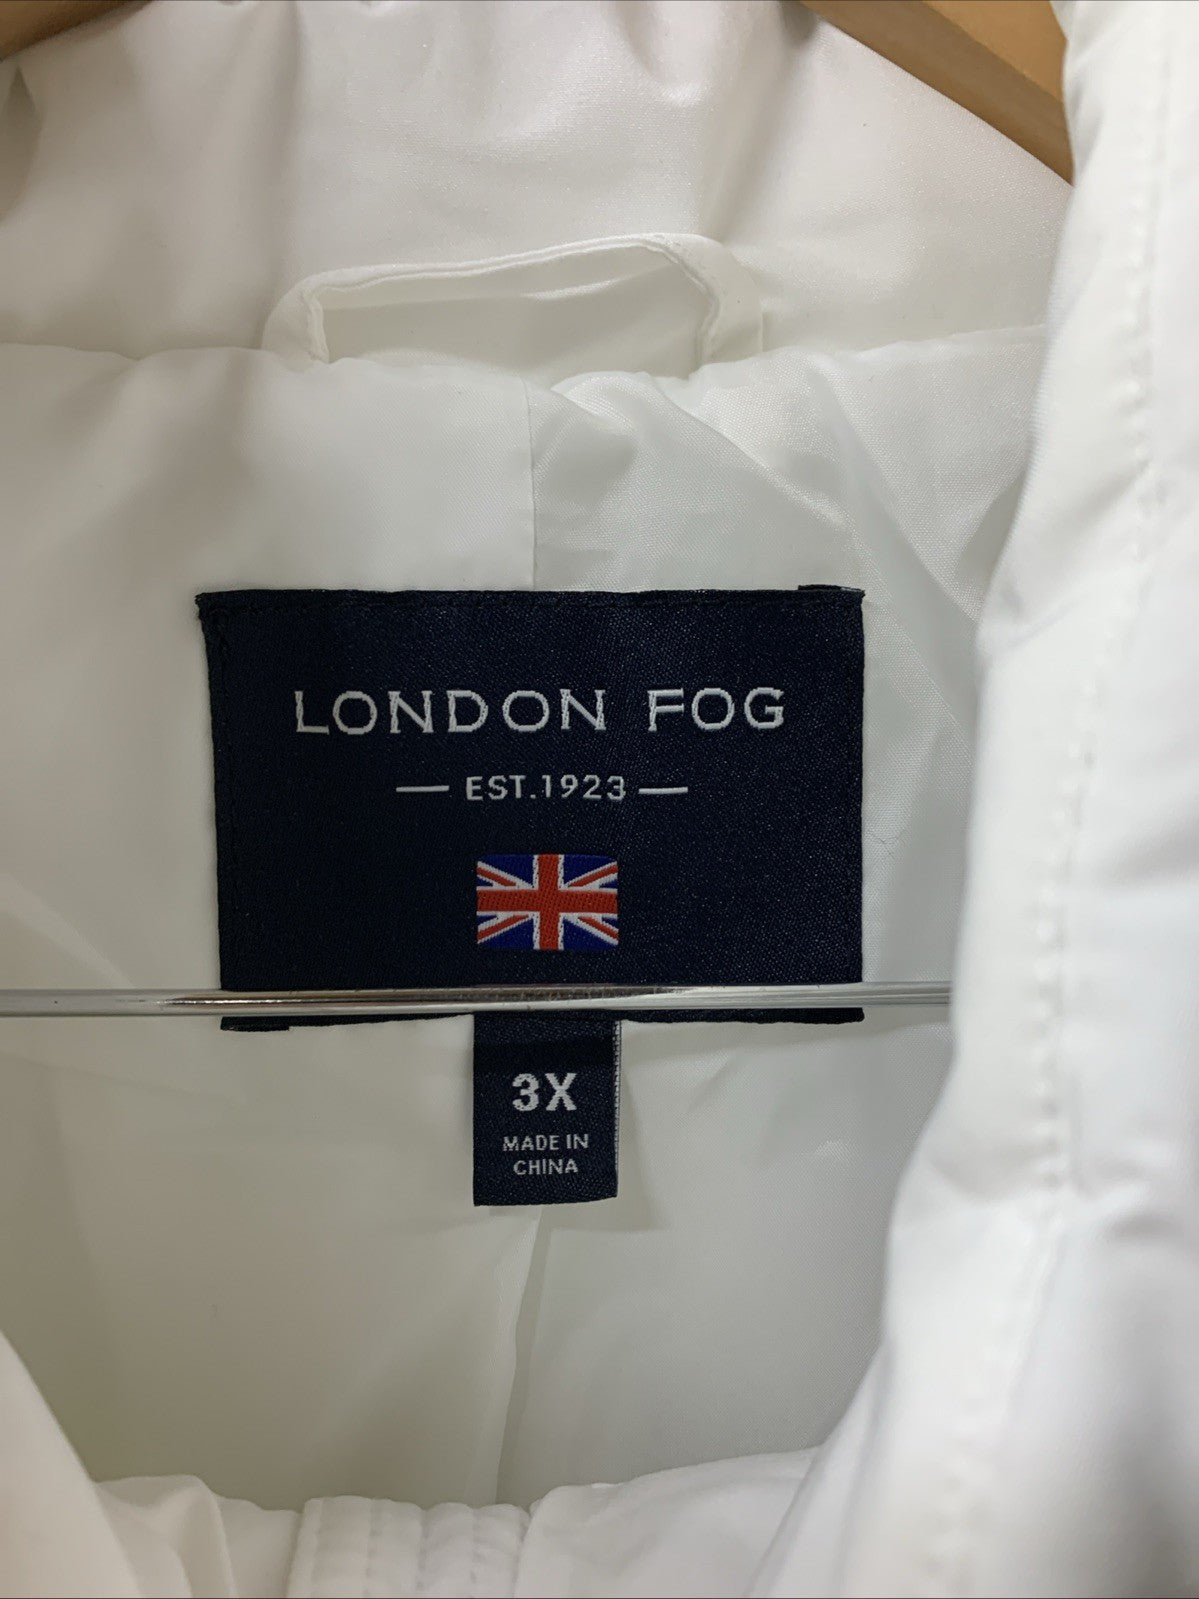 LONDON FOG
— EST.1923 —
3X
MADE IN
CHINA